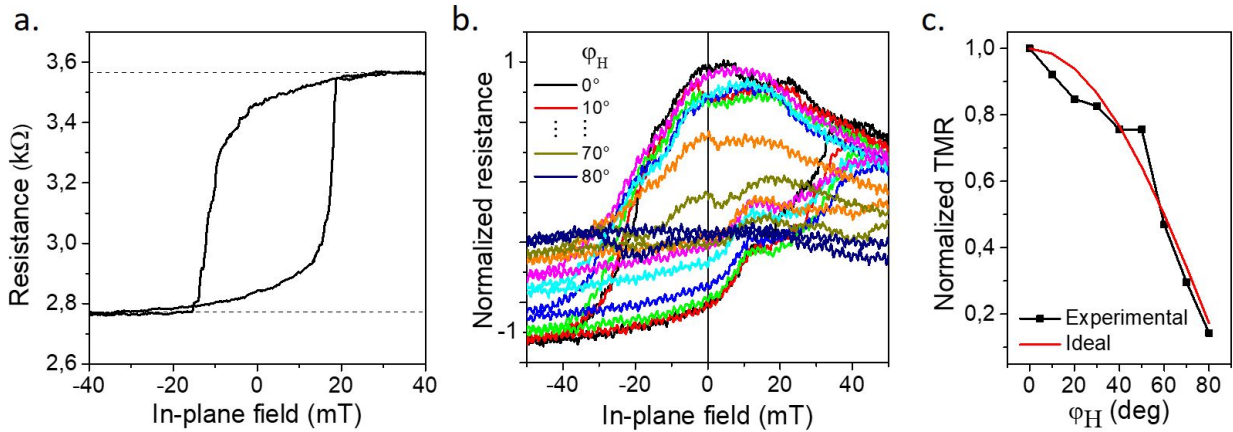 a.
Resistance (kΩ)
3,6
3,4
3,2
3,0
2,8
2,6
-40
-20
0
20
40
In-plane field (mT)
b.
Normalized resistance
1
-1
φH
0°
10°
⋮ ⋮
70°
80°
-40
-20
0
20
40
In-plane field (mT)
c.
Normalized TMR
1,0
0,8
0,6
0,4
0,2
Experimental
Ideal
0
20
40
60
80
φH (deg)